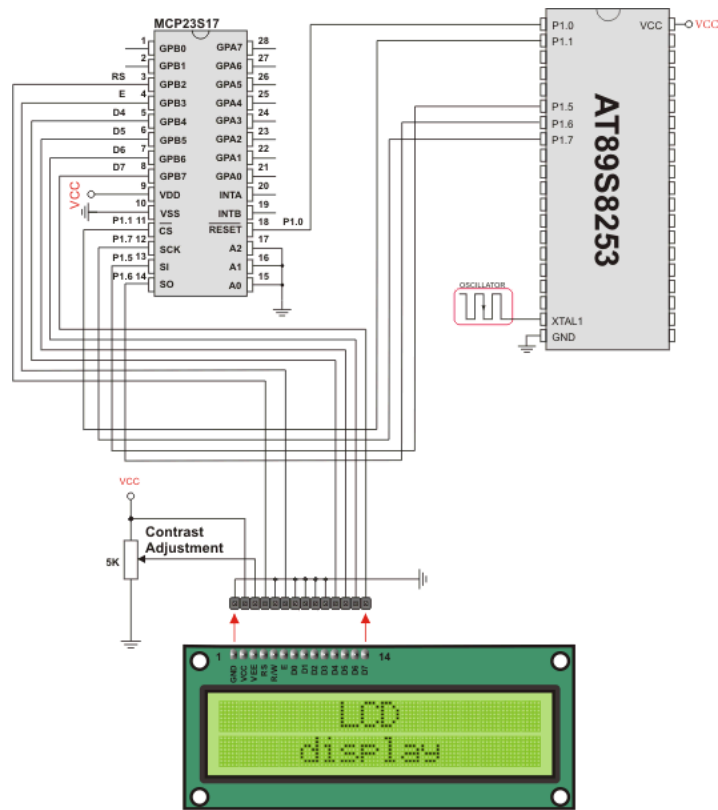 MCP23S17
1 GPB0 GPA7 28
2 GPB1 GPA6 27
RS 3 GPB2 GPA5 26
E 4 GPB3 GPA4 25
D4 5 GPB4 GPA3 24
D5 6 GPB5 GPA2 23
D6 7 GPB6 GPA1 22
D7 8 GPB7 GPA0 21
VCC 9 VDD INTA 20
10 VSS INTB 19
P1.1 11 CS RESET 18 P1.0
P1.7 12 SCK A2 17
P1.5 13 SI A1 16
P1.6 14 SO A0 15
P1.0 VCC VCC
P1.1
P1.5
P1.6
P1.7
AT89S8253
OSCILLATOR
XTAL1
GND
VCC
Contrast
Adjustment
5K
1 14
GND VCC VEE RS R/W E D0 D1 D2 D3 D4 D5 D6 D7
LCD
display